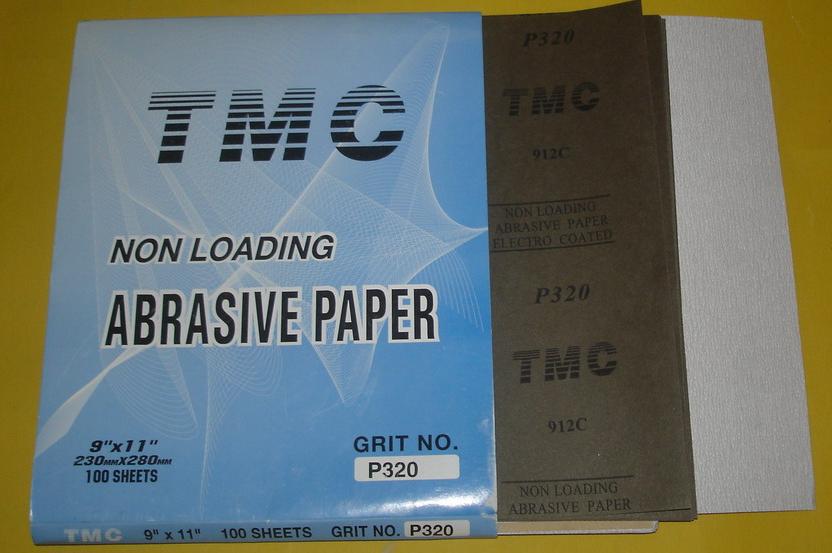 TMC
NON LOADING
ABRASIVE PAPER
9"x11"
230MMX280MM
100 SHEETS
GRIT NO.
P320
TMC 9" x 11" 100 SHEETS GRIT NO. P320
P320
TMC
912C
NON LOADING
ABRASIVE PAPER
ELECTRO COATED
P320
TMC
912C
NON LOADING
ABRASIVE PAPER